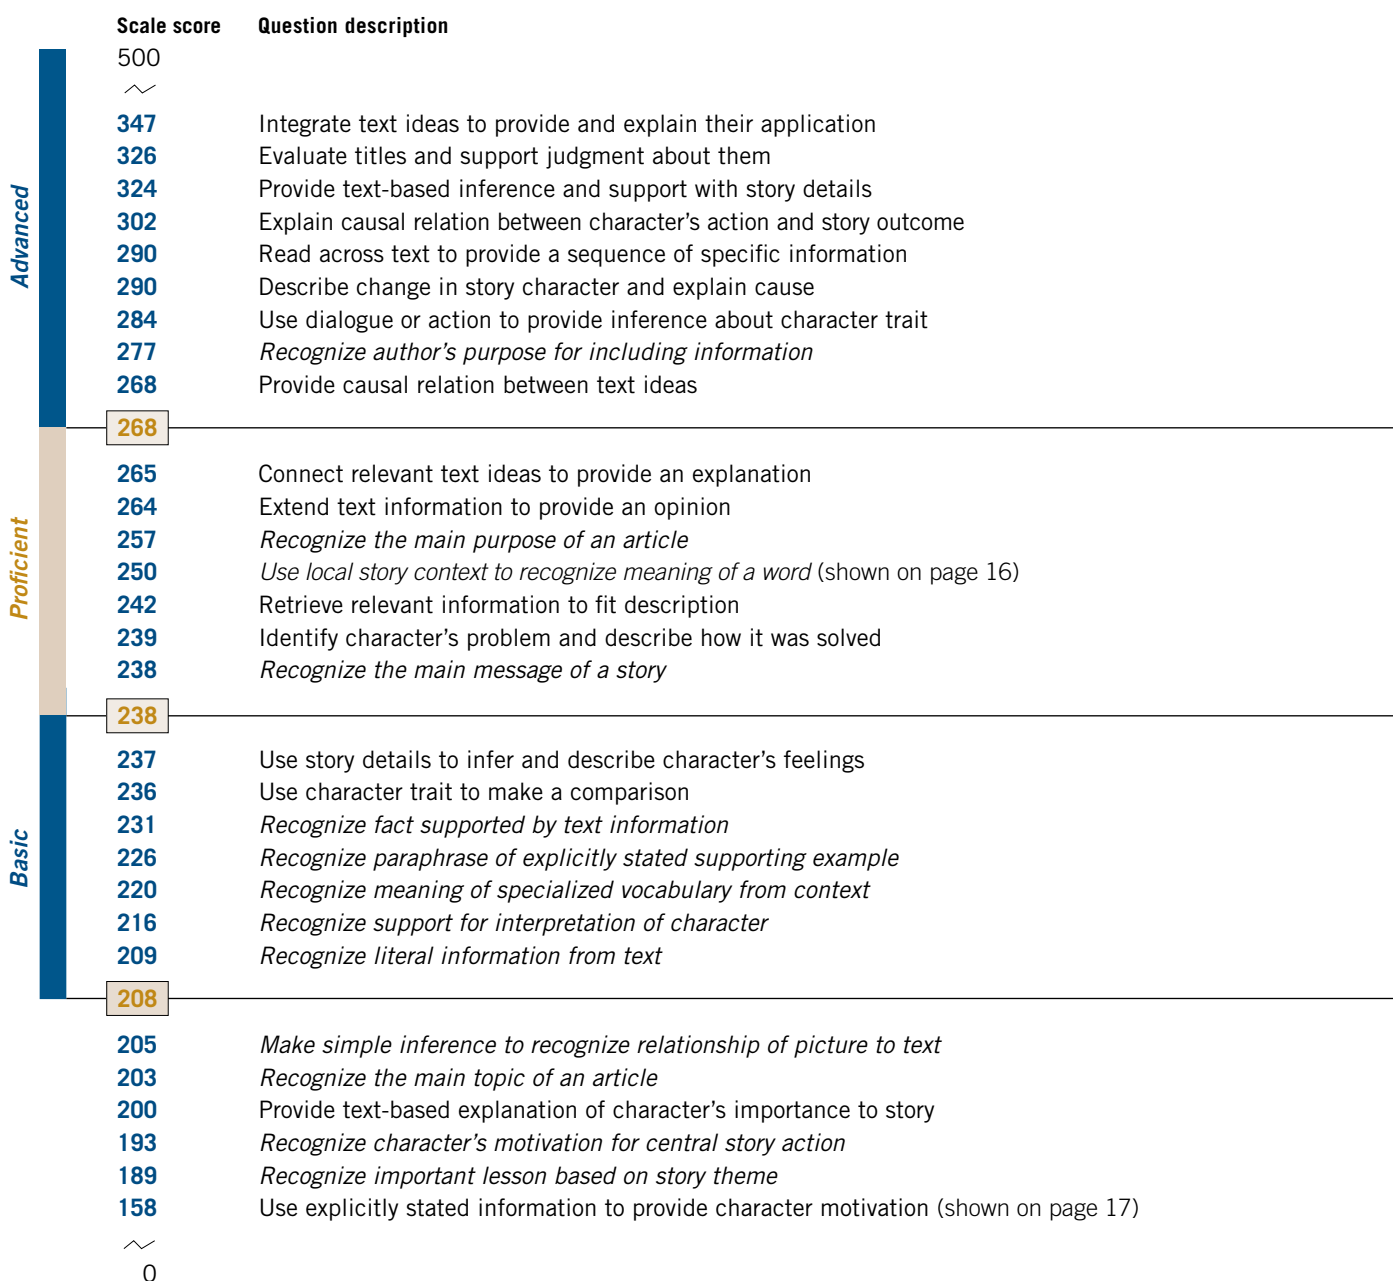 Scale score Question description
500
347 Integrate text ideas to provide and explain their application
326 Evaluate titles and support judgment about them
324 Provide text-based inference and support with story details
302 Explain causal relation between character’s action and story outcome
290 Read across text to provide a sequence of specific information
290 Describe change in story character and explain cause
284 Use dialogue or action to provide inference about character trait
277 Recognize author’s purpose for including information
268 Provide causal relation between text ideas
Advanced
268
265 Connect relevant text ideas to provide an explanation
264 Extend text information to provide an opinion
257 Recognize the main purpose of an article
250 Use local story context to recognize meaning of a word (shown on page 16)
242 Retrieve relevant information to fit description
239 Identify character’s problem and describe how it was solved
238 Recognize the main message of a story
Proficient
238
237 Use story details to infer and describe character’s feelings
236 Use character trait to make a comparison
231 Recognize fact supported by text information
226 Recognize paraphrase of explicitly stated supporting example
220 Recognize meaning of specialized vocabulary from context
216 Recognize support for interpretation of character
209 Recognize literal information from text
Basic
208
205 Make simple inference to recognize relationship of picture to text
203 Recognize the main topic of an article
200 Provide text-based explanation of character’s importance to story
193 Recognize character’s motivation for central story action
189 Recognize important lesson based on story theme
158 Use explicitly stated information to provide character motivation (shown on page 17)
0